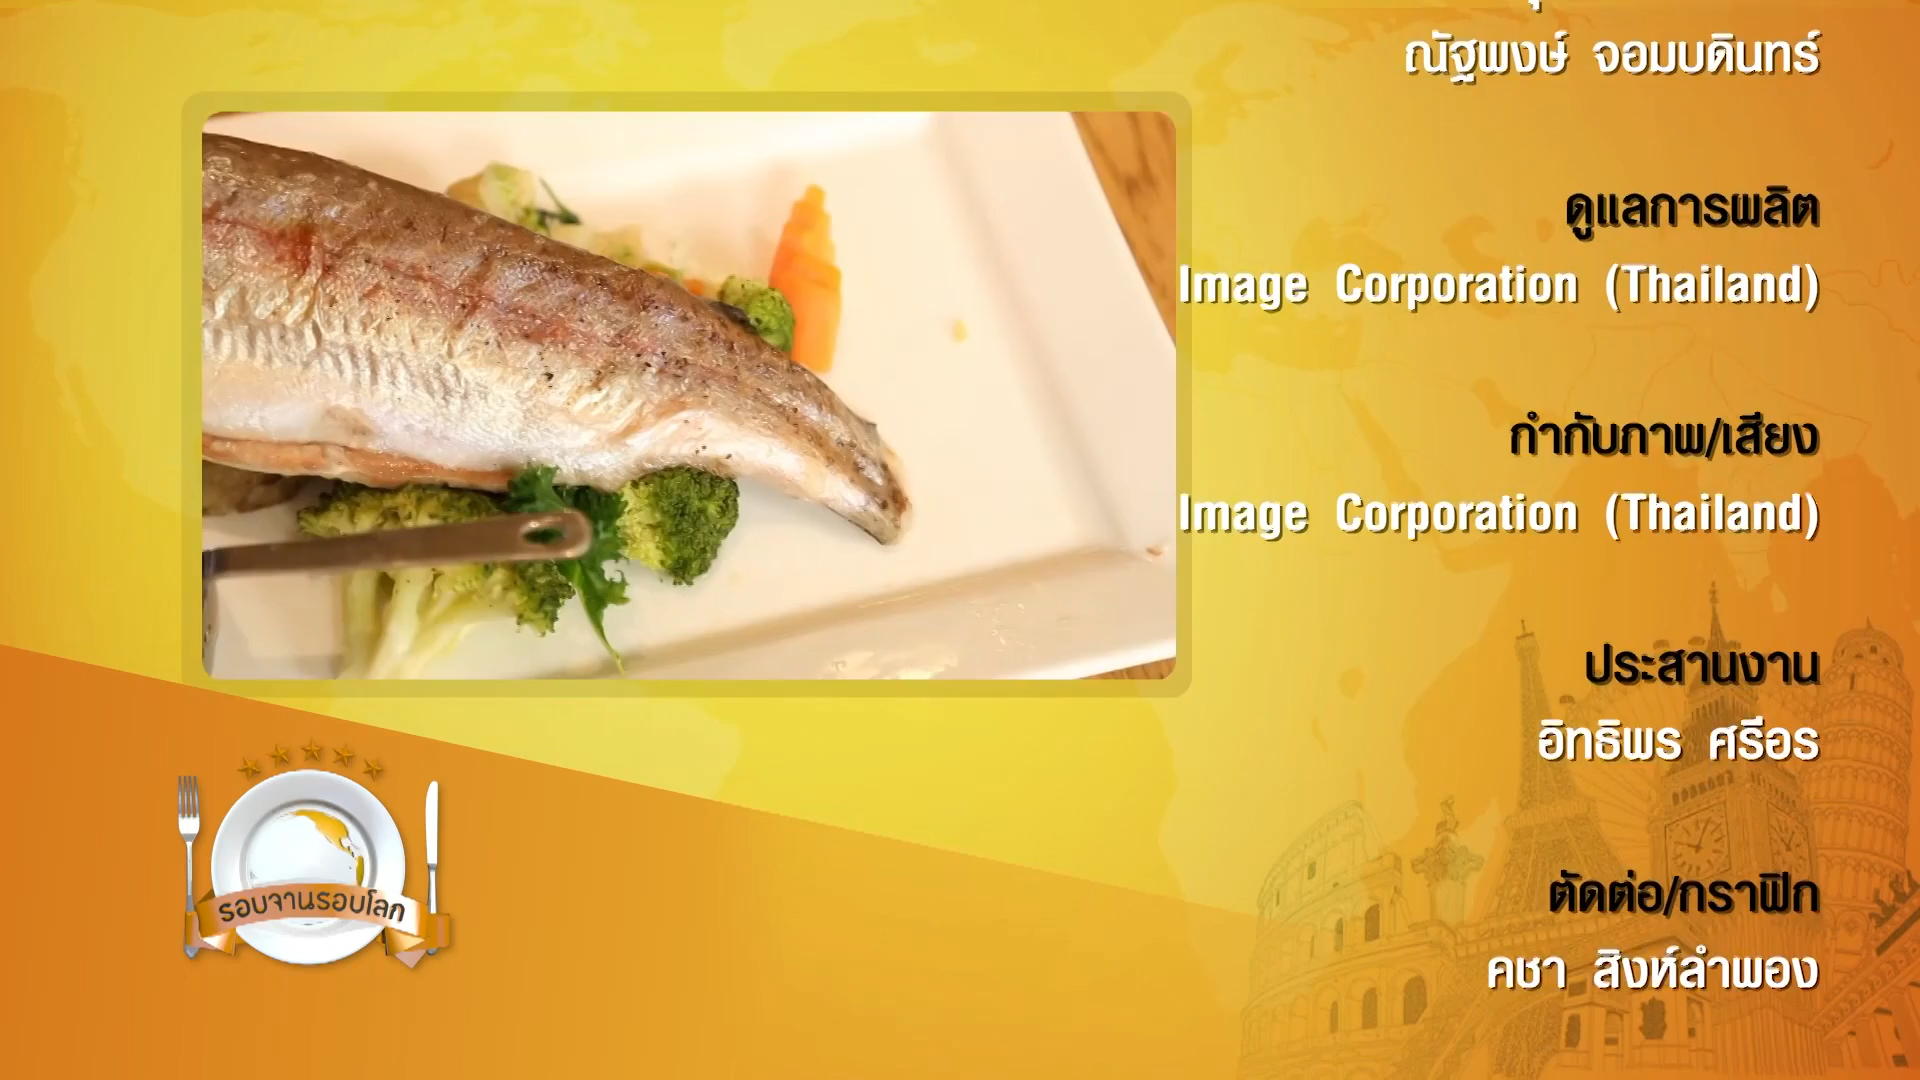 ณัฐพงษ์ จอมบดินทร์
ดูแลการผลิต
Image Corporation (Thailand)
กำกับภาพ/เสียง
Image Corporation (Thailand)
ประสานงาน
อิทธิพร ศรีอร
ตัดต่อ/กราฟิก
คชา สิงห์ลำพอง
รอบจานรอบโลก